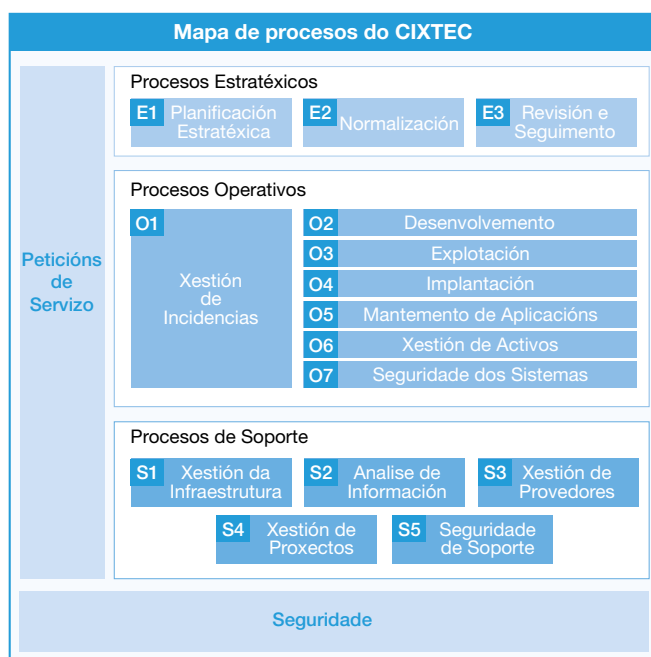 Mapa de procesos do CIXTEC
Peticións
de
Servizo
Procesos Estratéxicos
E1 Planificación
Estratéxica
E2 Normalización
E3 Revisión e
Seguimento
Procesos Operativos
O1
Xestión
de
Incidencias
O2 Desenvolvemento
O3 Explotación
O4 Implantación
O5 Mantemento de Aplicacións
O6 Xestión de Activos
O7 Seguridade dos Sistemas
Procesos de Soporte
S1 Xestión da
Infraestrutura
S2 Analise de
Información
S3 Xestión de
Provedores
S4 Xestión de
Proxectos
S5 Seguridade
de Soporte
Seguridade